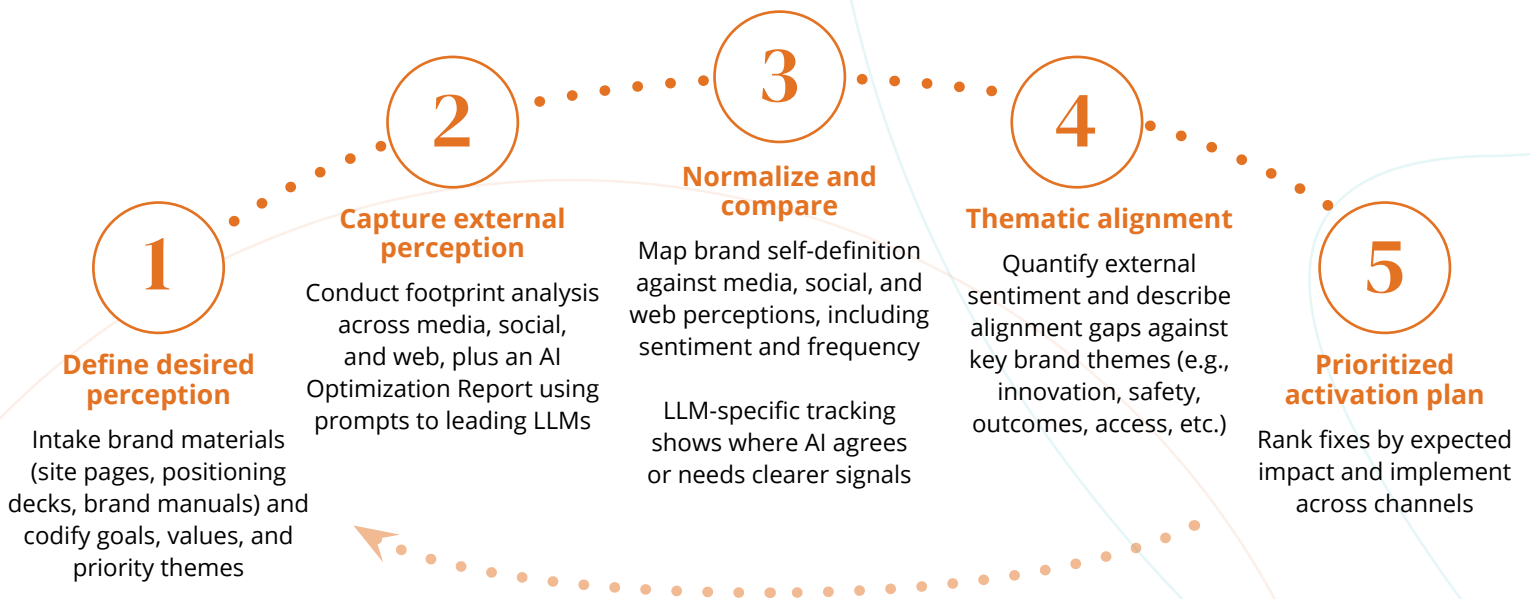 1
Define desired
perception
Intake brand materials
(site pages, positioning
decks, brand manuals) and
codify goals, values, and
priority themes
2
Capture external
perception
Conduct footprint analysis
across media, social,
and web, plus an AI
Optimization Report using
prompts to leading LLMs
3
Normalize and
compare
Map brand self-definition
against media, social, and
web perceptions, including
sentiment and frequency
LLM-specific tracking
shows where AI agrees
or needs clearer signals
4
Thematic alignment
Quantify external
sentiment and describe
alignment gaps against
key brand themes (e.g.,
innovation, safety,
outcomes, access, etc.)
5
Prioritized
activation plan
Rank fixes by expected
impact and implement
across channels